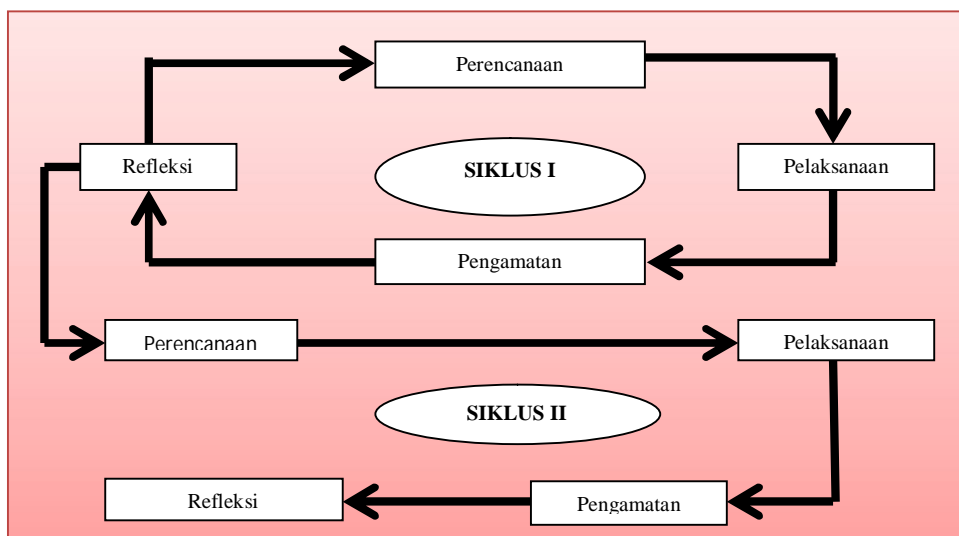 Perencanaan
Refleksi
SIKLUS I
Pelaksanaan
Pengamatan
Perencanaan
Pelaksanaan
SIKLUS II
Refleksi
Pengamatan